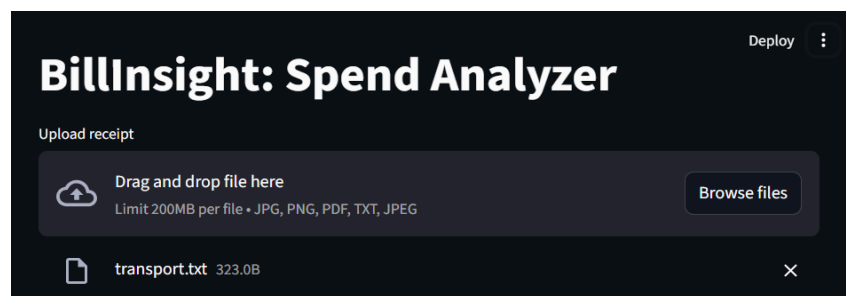 Deploy
BillInsight: Spend Analyzer
Upload receipt
Drag and drop file here
Limit 200MB per file • JPG, PNG, PDF, TXT, JPEG
Browse files
transport.txt 323.0B